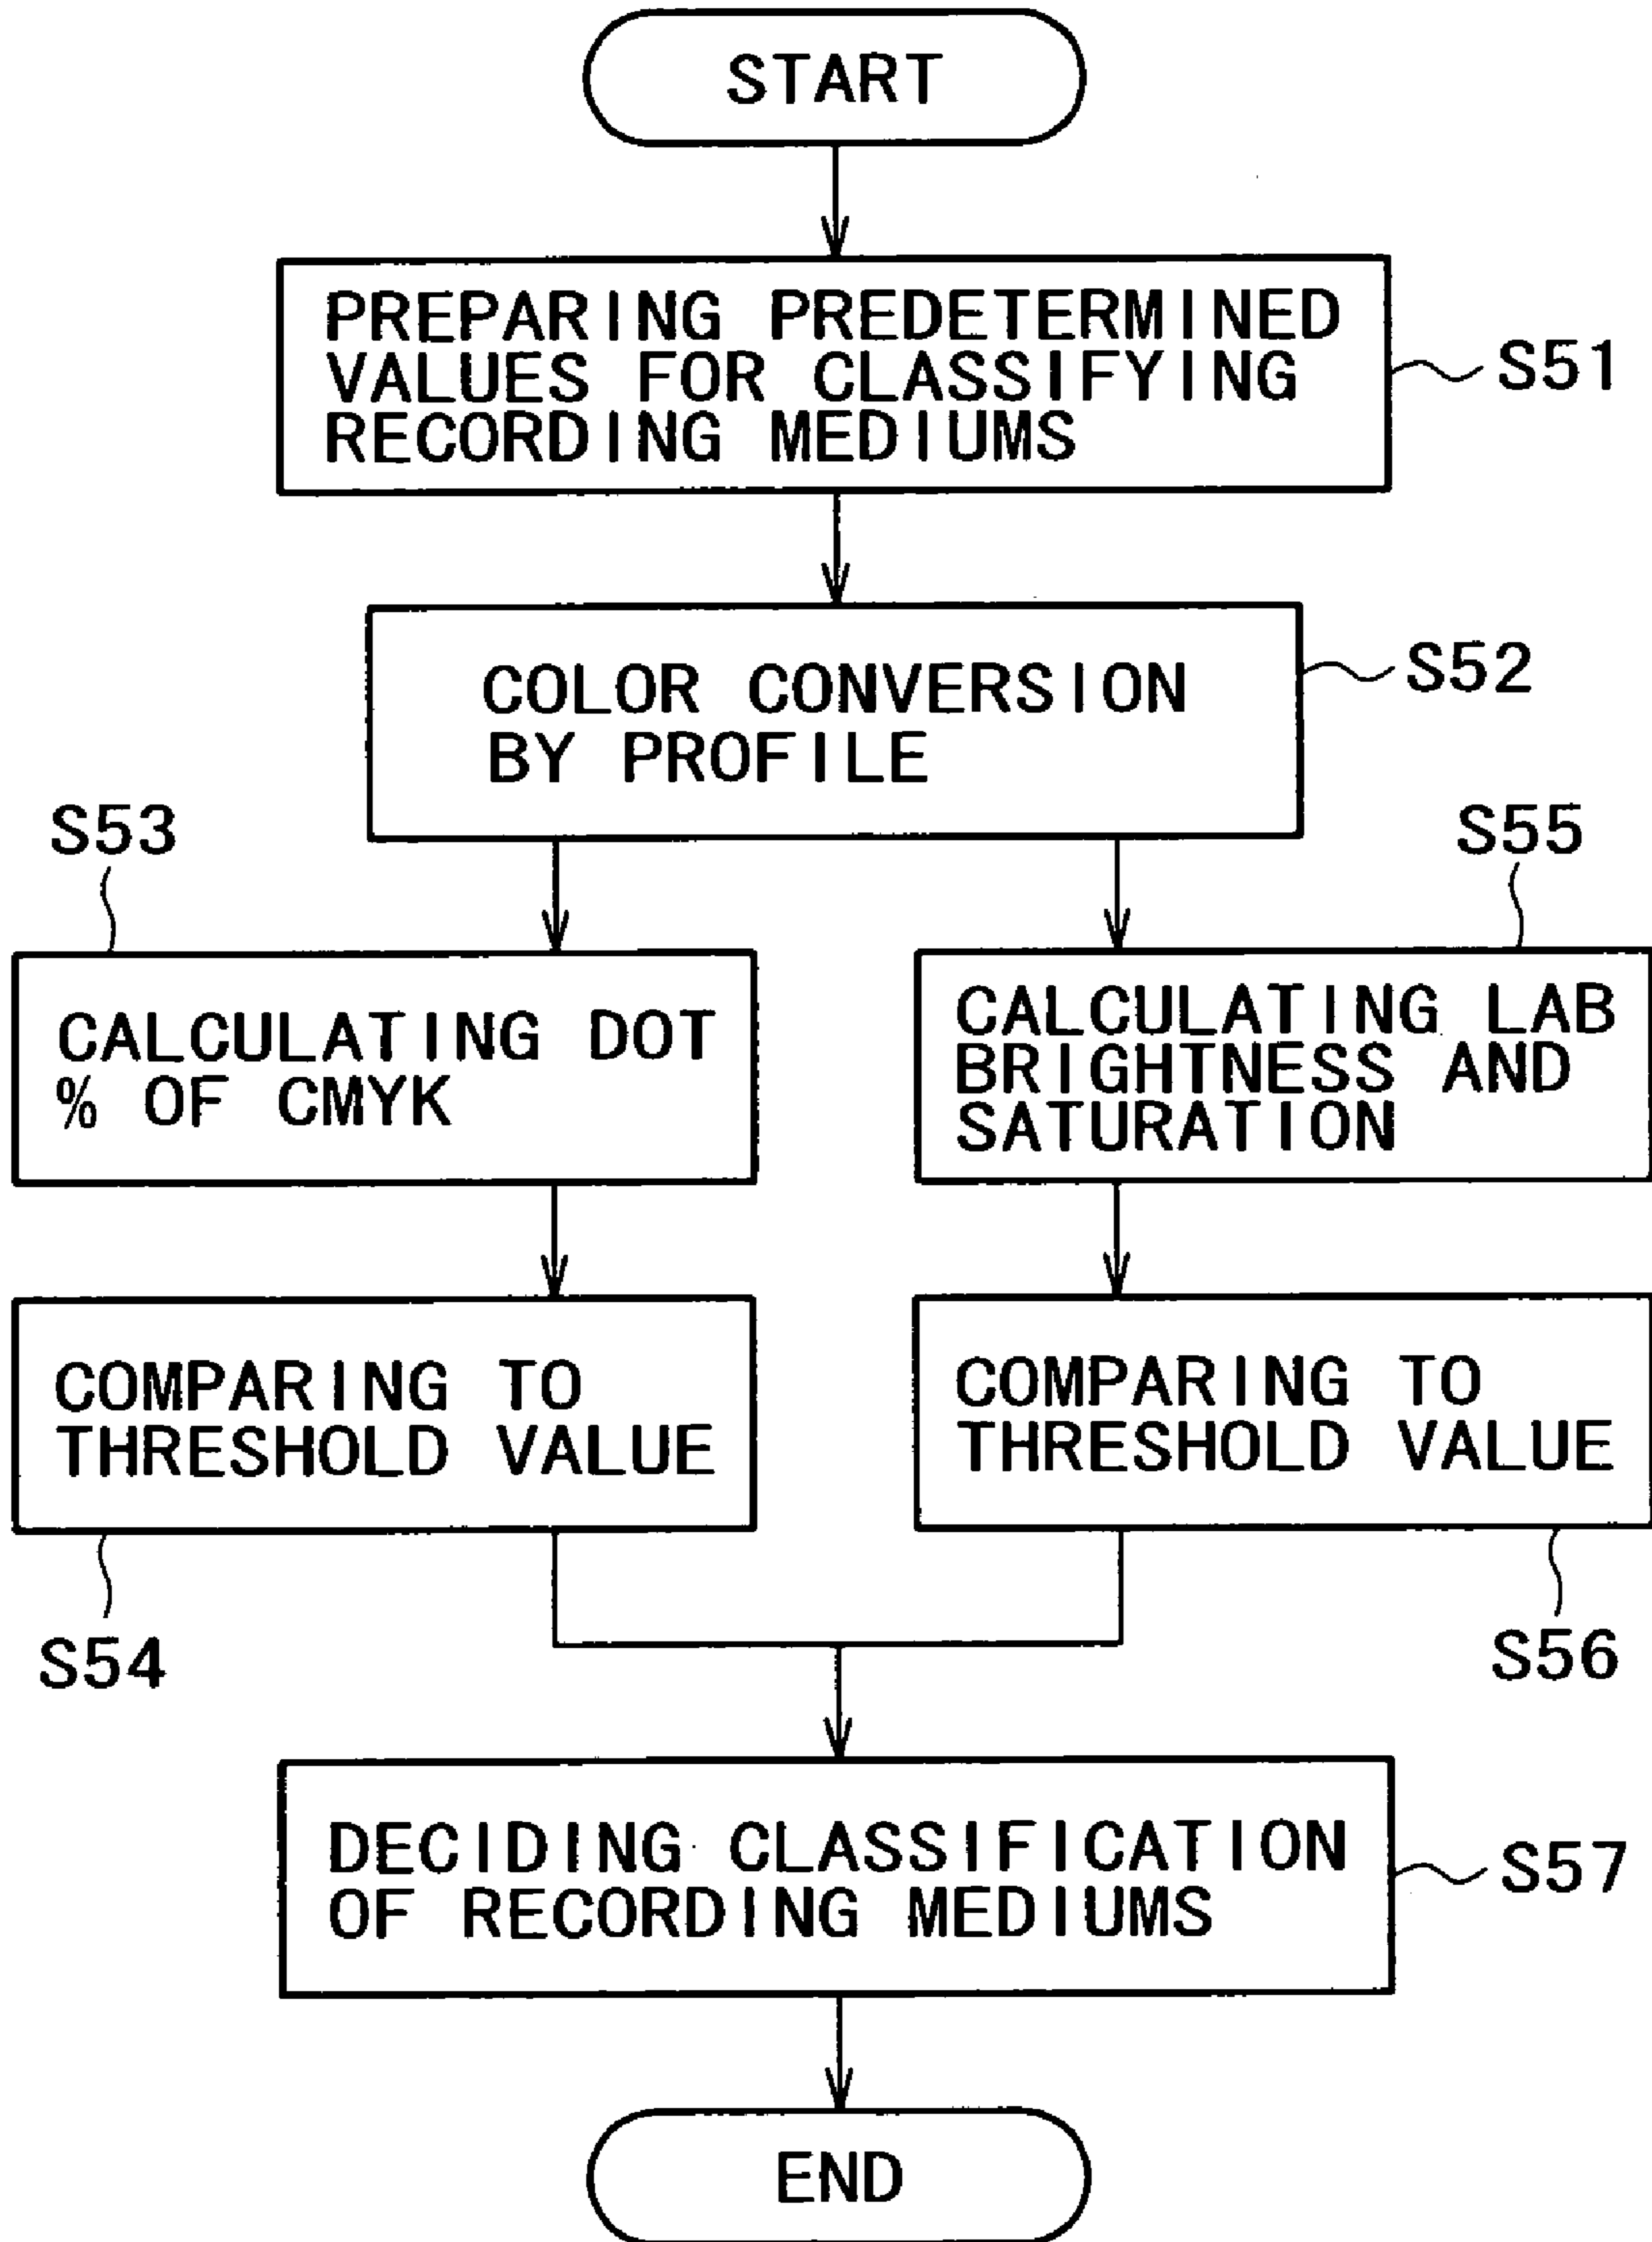 START
PREPARING PREDETERMINED
VALUES FOR CLASSIFYING
RECORDING MEDIUMS
S51
COLOR CONVERSION
BY PROFILE
S52
S53
CALCULATING DOT
% OF CMYK
S55
CALCULATING LAB
BRIGHTNESS AND
SATURATION
COMPARING TO
THRESHOLD VALUE
S54
COMPARING TO
THRESHOLD VALUE
S56
DECIDING CLASSIFICATION
OF RECORDING MEDIUMS
S57
END